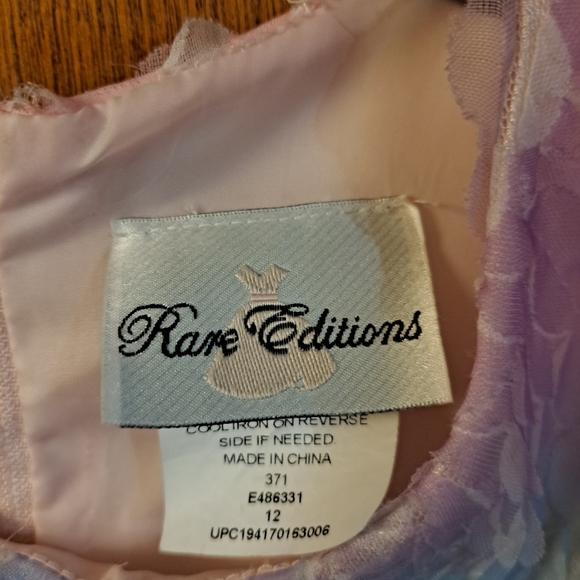 Rare Editions
COOL IRON ON REVERSE
SIDE IF NEEDED
MADE IN CHINA
371
E486331
12
UPC194170163006